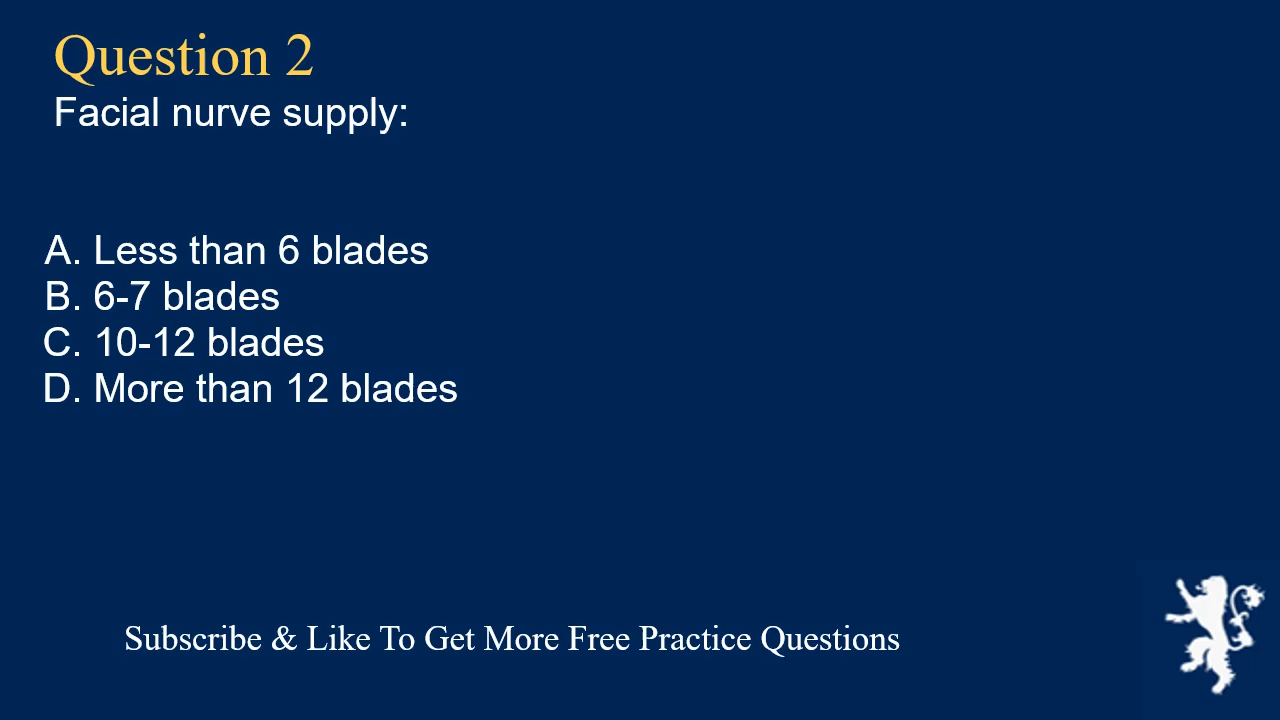 Question 2
Facial nurve supply:
A. Less than 6 blades
B. 6-7 blades
C. 10-12 blades
D. More than 12 blades
Subscribe & Like To Get More Free Practice Questions